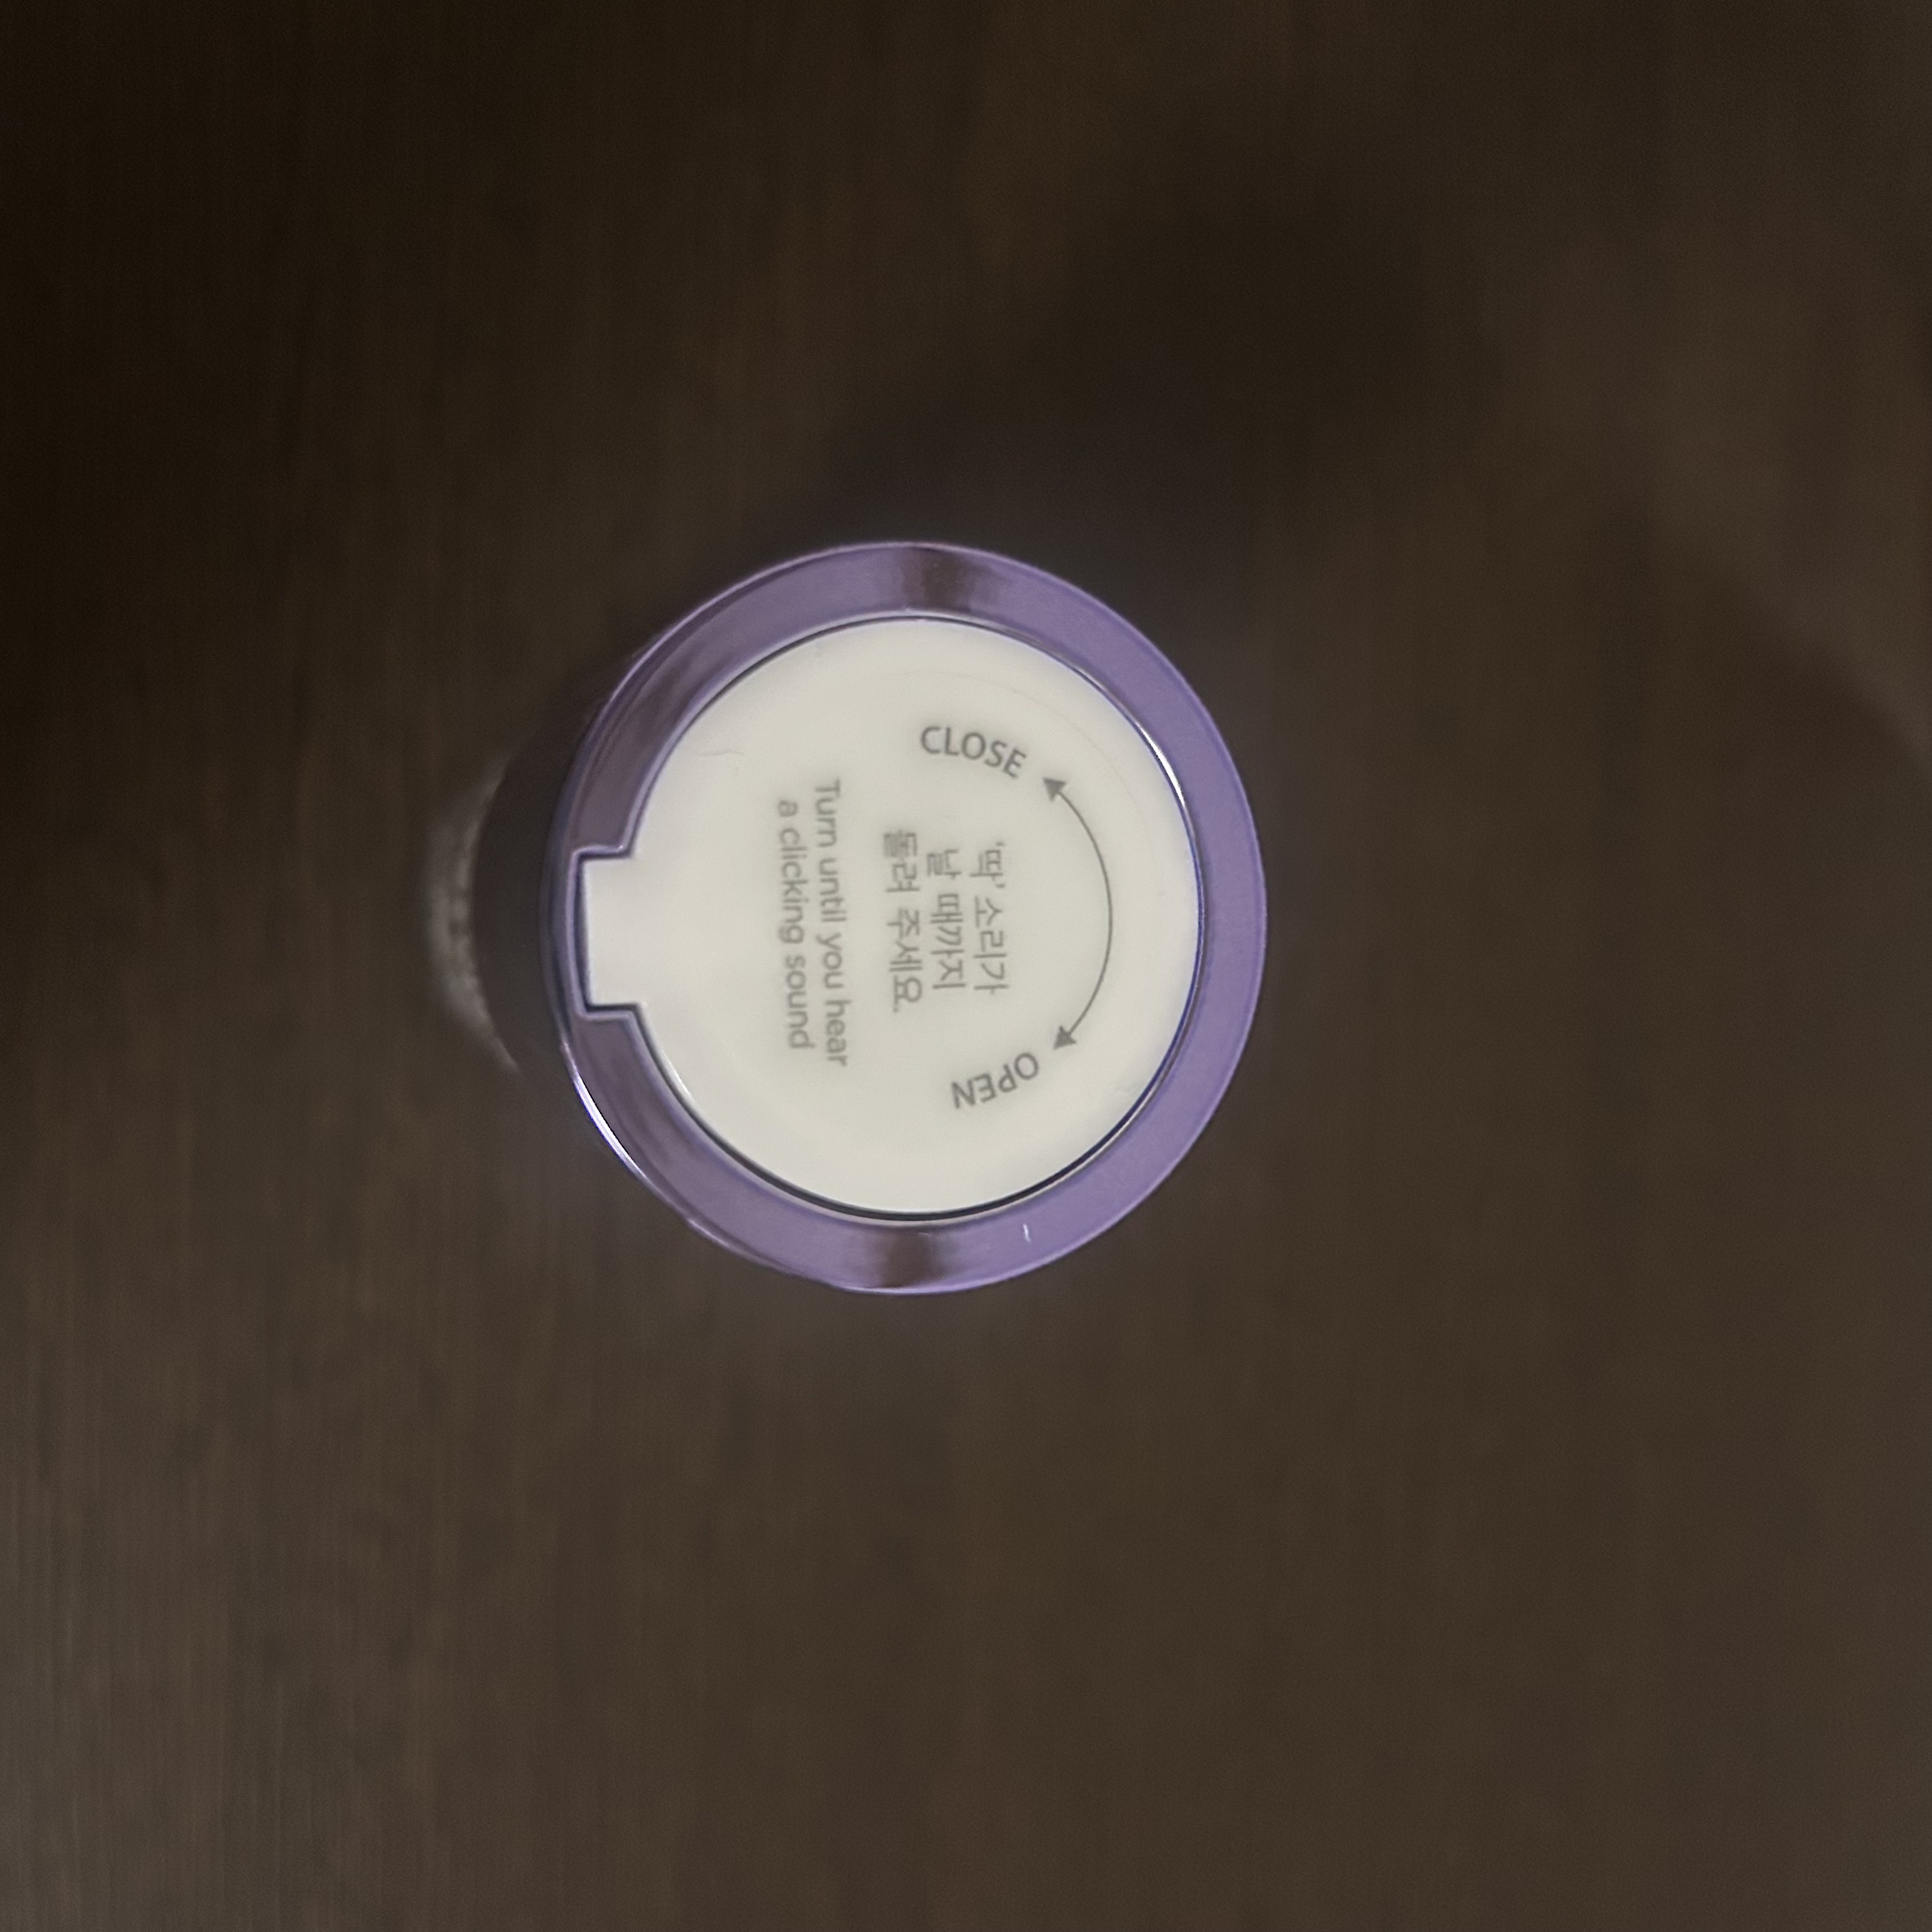 CLOSE
OPEN
'딱' 소리가
날 때까지
돌려 주세요.
Turn until you hear
a clicking sound